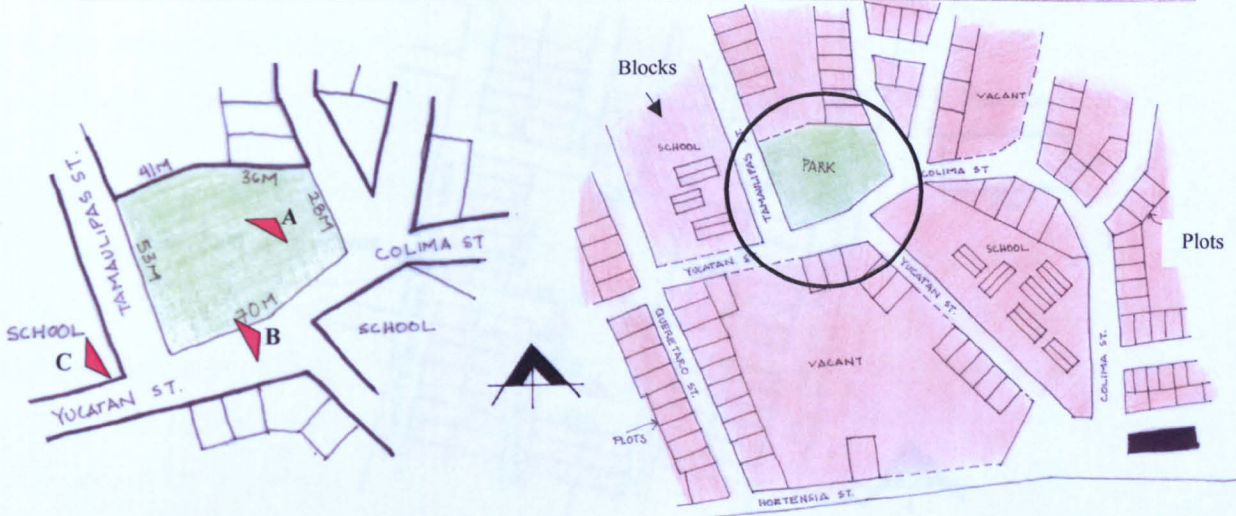 TAMAULIPAS ST.
41M
36M
28M
53M
70M
A
B
C
COLIMA ST
SCHOOL
SCHOOL
YUCATAN ST.
Blocks
SCHOOL
TAMAULIPAS ST
PARK
VACANT
COLIMA ST
Plots
YUCATAN S
YUCATAN ST.
SCHOOL
QUERETARO ST.
VACANT
COLIMA ST.
PLOTS
HORTENSIA ST.